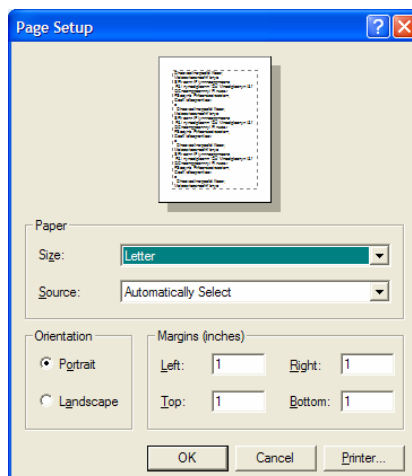 Page Setup
Paper
Size: Letter
Source: Automatically Select
Orientation
Portrait
Landscape
Margins (inches)
Left: 1 Right: 1
Top: 1 Bottom: 1
OK Cancel Printer...